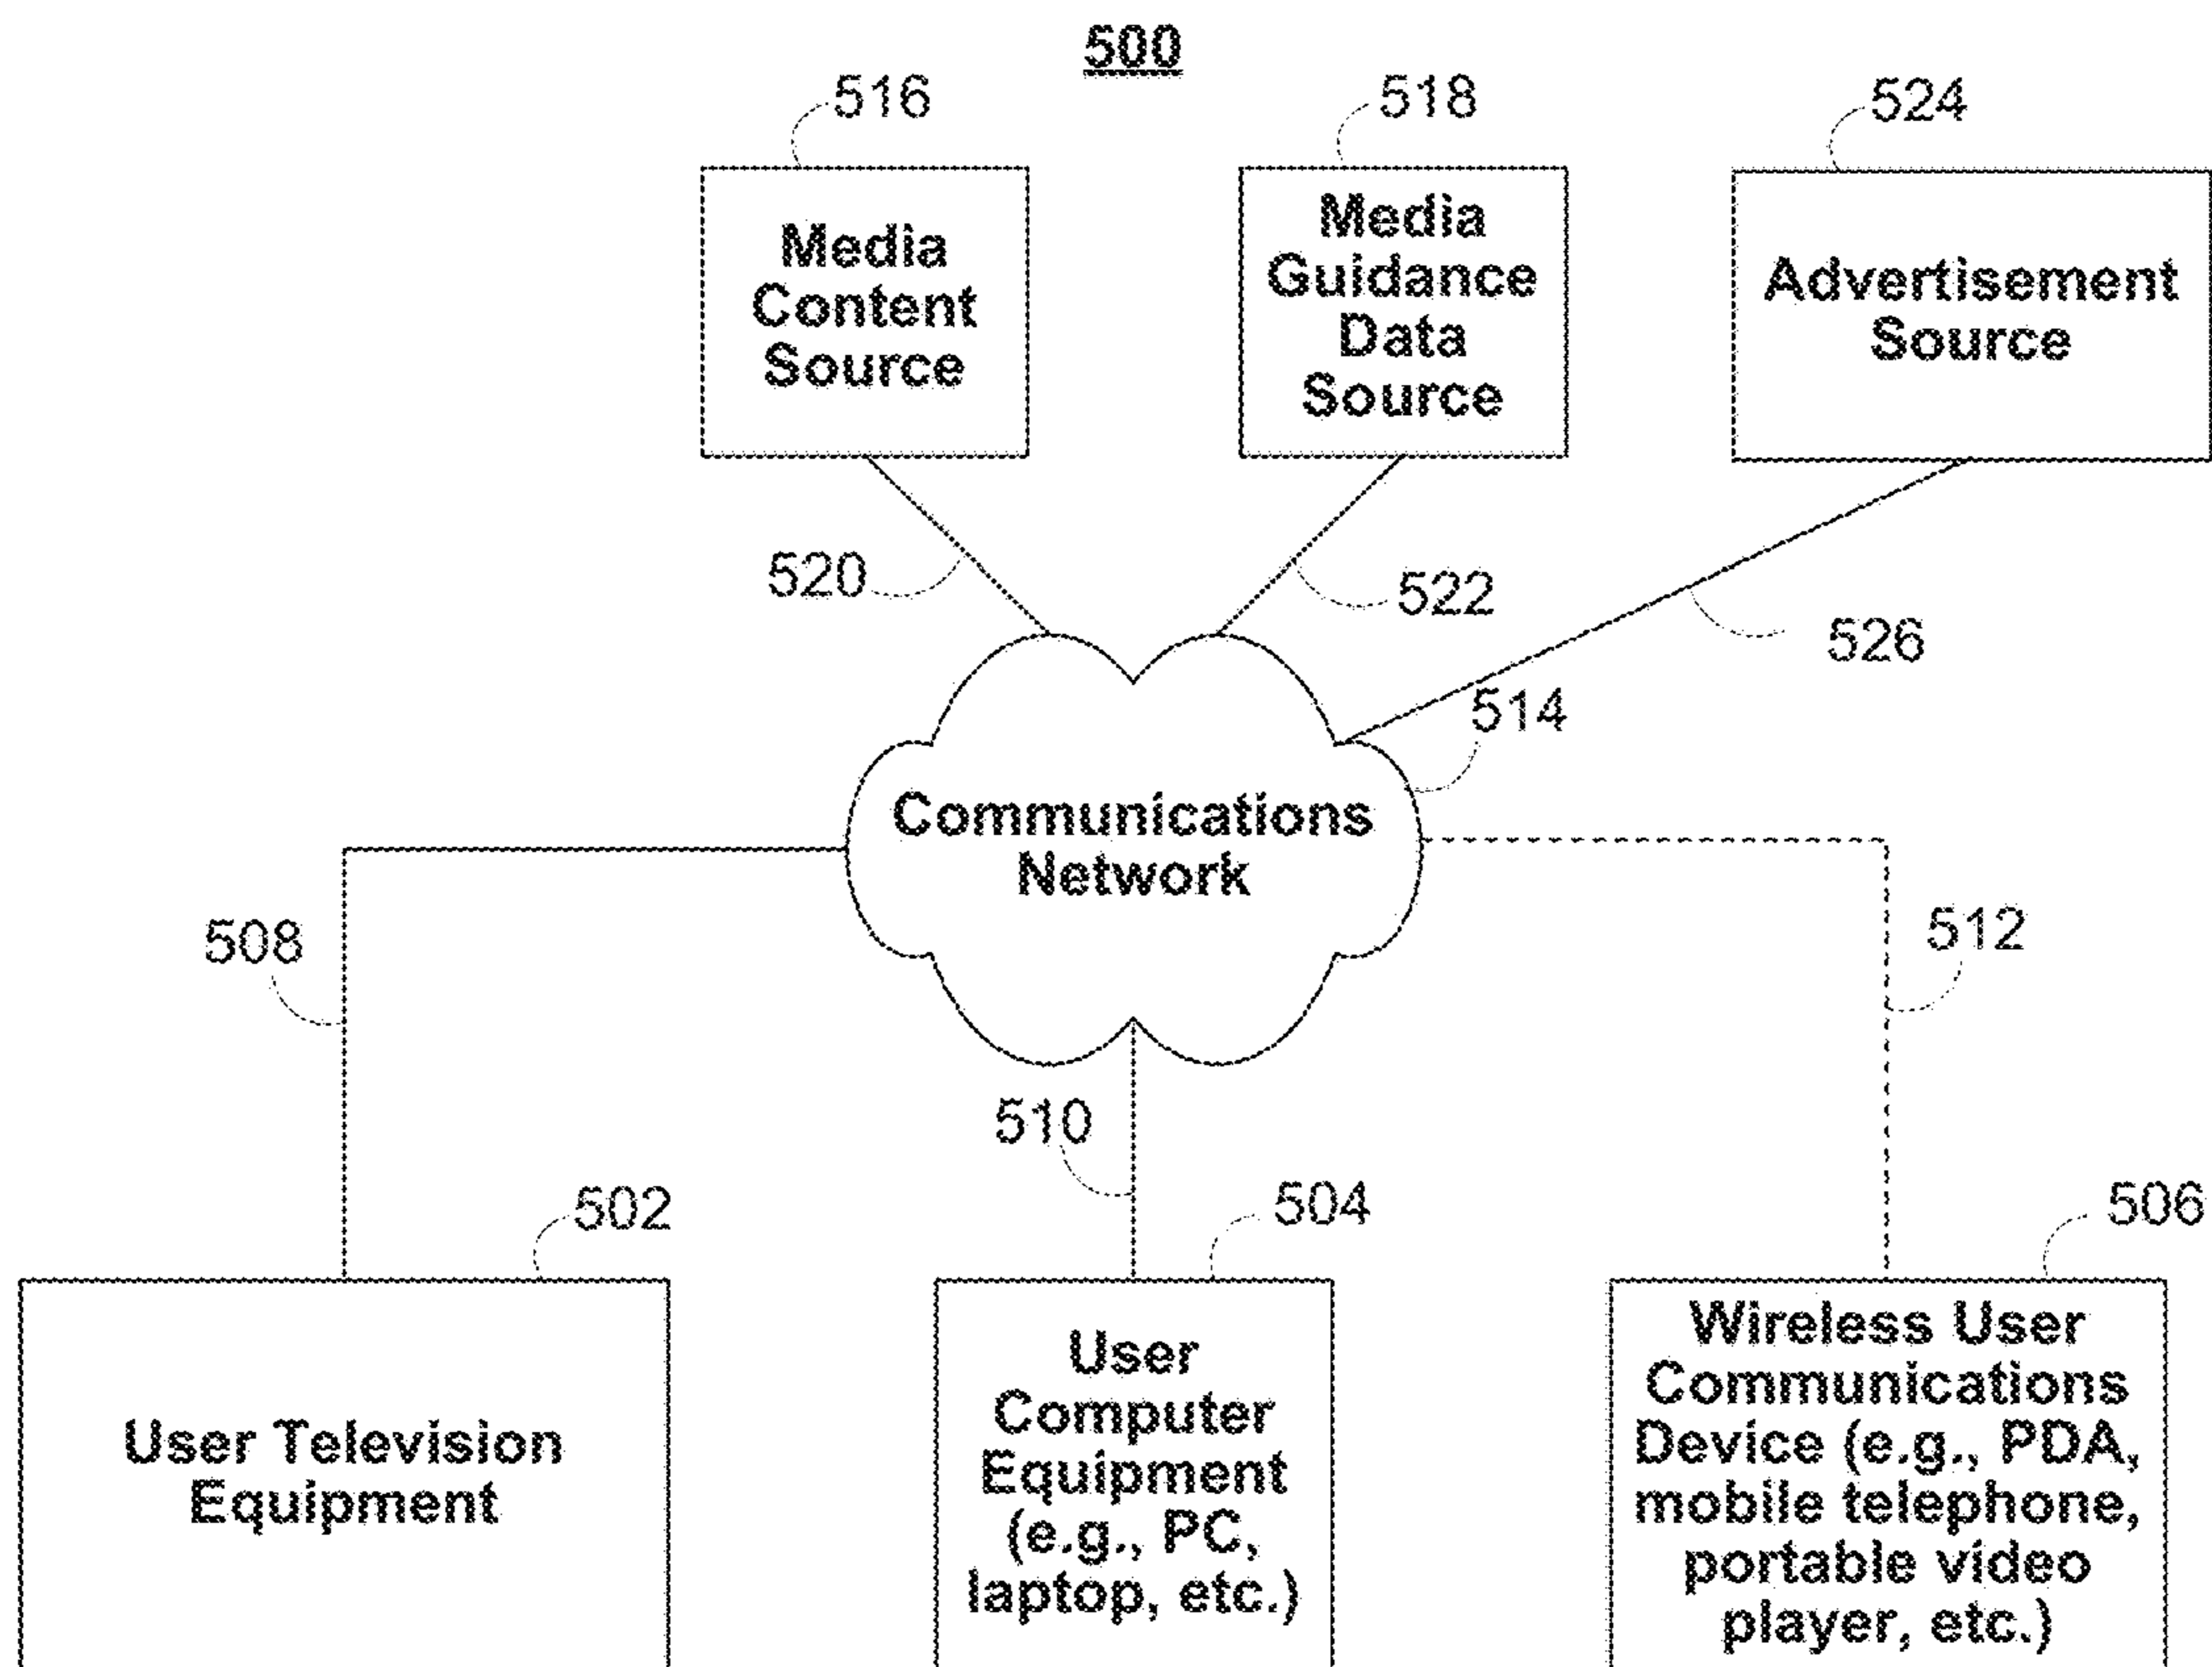 500
516
518
524
Media
Content
Source
Media
Guidance
Data
Source
Advertisement
Source
520
522
526
514
Communications
Network
508
512
510
502
504
506
User Television
Equipment
User
Computer
Equipment
(e.g., PC,
laptop, etc.)
Wireless User
Communications
Device (e.g., PDA,
mobile telephone,
portable video
player, etc.)